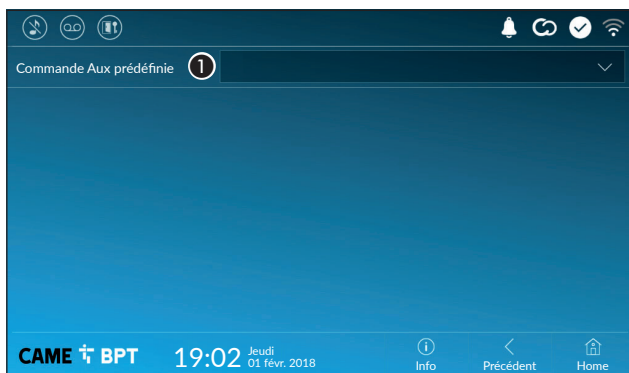 Commande Aux prédéfinie 1
CAME BPT 19:02 Jeudi
01 févr. 2018
Info Précédent Home